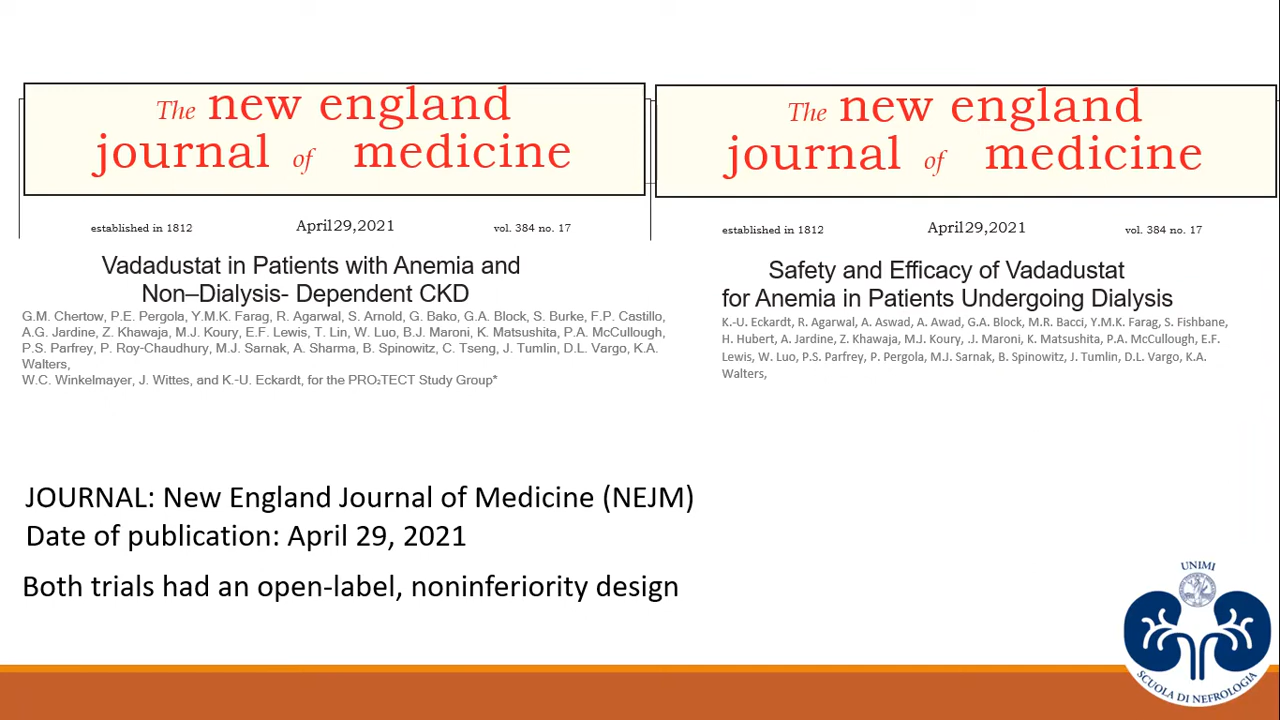 The new england
journal of medicine
established in 1812 April29,2021 vol. 384 no. 17
Vadadustat in Patients with Anemia and
Non–Dialysis- Dependent CKD
G.M. Chertow, P.E. Pergola, Y.M.K. Farag, R. Agarwal, S. Arnold, G. Bako, G.A. Block, S. Burke, F.P. Castillo,
A.G. Jardine, Z. Khawaja, M.J. Koury, E.F. Lewis, T. Lin, W. Luo, B.J. Maroni, K. Matsushita, P.A. McCullough,
P.S. Parfrey, P. Roy-Chaudhury, M.J. Sarnak, A. Sharma, B. Spinowitz, C. Tseng, J. Tumlin, D.L. Vargo, K.A.
Walters,
W.C. Winkelmayer, J. Wittes, and K.-U. Eckardt, for the PRO₂TECT Study Group*
The new england
journal of medicine
established in 1812 April29,2021 vol. 384 no. 17
Safety and Efficacy of Vadadustat
for Anemia in Patients Undergoing Dialysis
K.-U. Eckardt, R. Agarwal, A. Aswad, A. Awad, G.A. Block, M.R. Bacci, Y.M.K. Farag, S. Fishbane,
H. Hubert, A. Jardine, Z. Khawaja, M.J. Koury, .J. Maroni, K. Matsushita, P.A. McCullough, E.F.
Lewis, W. Luo, P.S. Parfrey, P. Pergola, M.J. Sarnak, B. Spinowitz, J. Tumlin, D.L. Vargo, K.A.
Walters,
JOURNAL: New England Journal of Medicine (NEJM)
Date of publication: April 29, 2021
Both trials had an open-label, noninferiority design
UNIMI
SCUOLA DI NEFROLOGIA